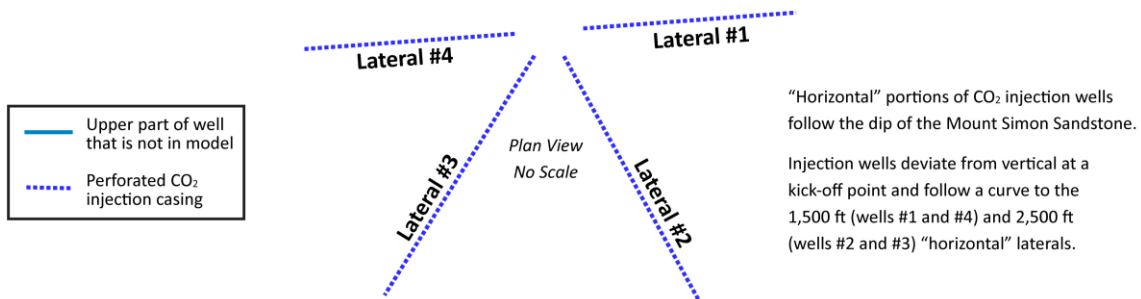 Lateral #1
Lateral #4
"Horizontal" portions of CO₂ injection wells
follow the dip of the Mount Simon Sandstone.
Upper part of well
that is not in model
Plan View
No Scale
Lateral #3
Lateral #2
Injection wells deviate from vertical at a
kick-off point and follow a curve to the
1,500 ft (wells #1 and #4) and 2,500 ft
(wells #2 and #3) "horizontal" laterals.
Perforated CO₂
injection casing